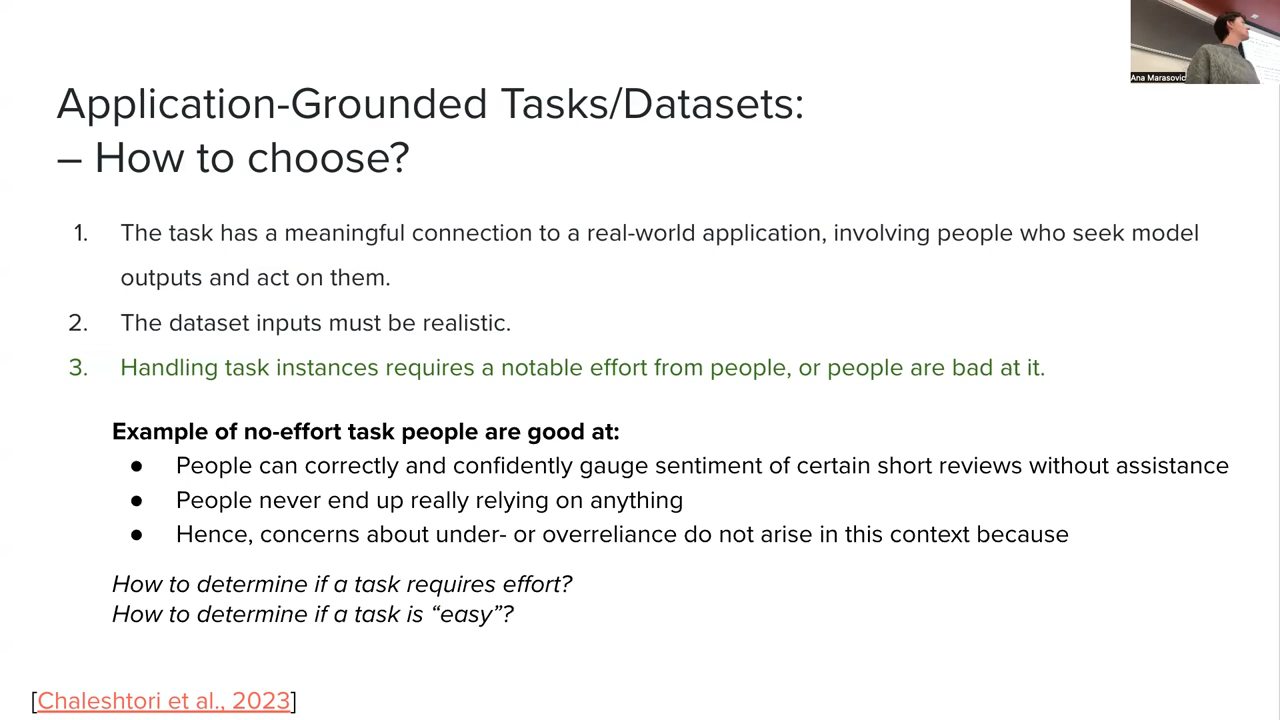 Ana Marasovic
Application-Grounded Tasks/Datasets:
– How to choose?
1. The task has a meaningful connection to a real-world application, involving people who seek model
outputs and act on them.
2. The dataset inputs must be realistic.
3. Handling task instances requires a notable effort from people, or people are bad at it.
Example of no-effort task people are good at:
● People can correctly and confidently gauge sentiment of certain short reviews without assistance
● People never end up really relying on anything
● Hence, concerns about under- or overreliance do not arise in this context because
How to determine if a task requires effort?
How to determine if a task is “easy”?
[Chaleshtori et al., 2023]